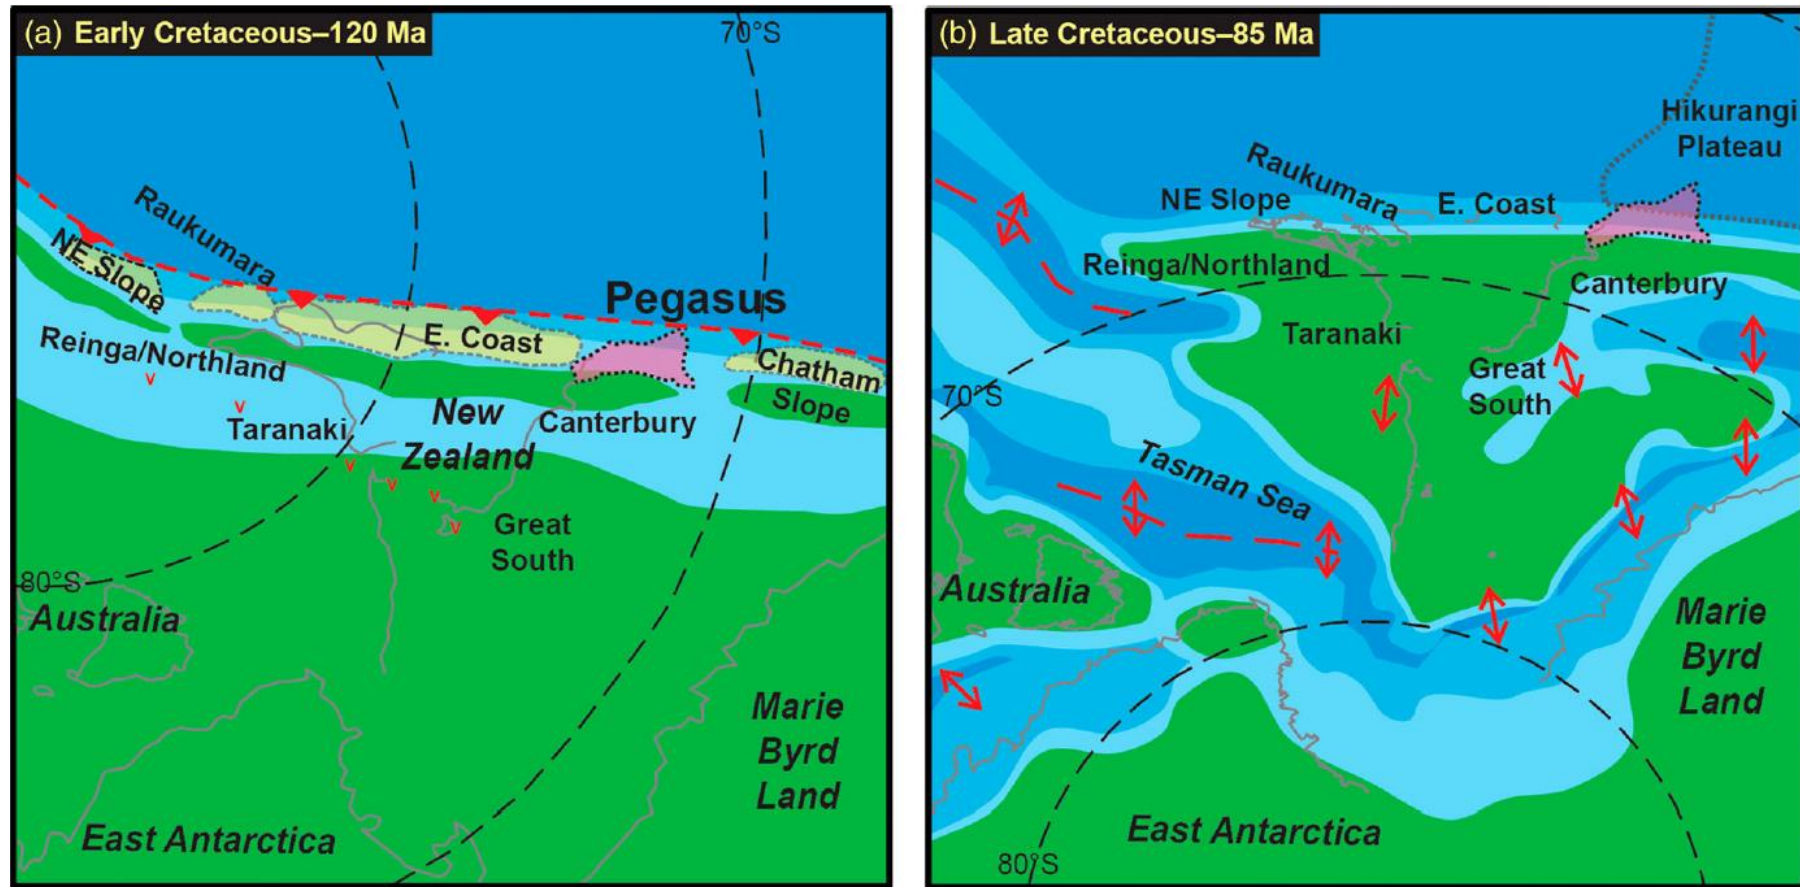 (a) Early Cretaceous–120 Ma
70°S
Raukumara
NE Slope
Pegasus
E. Coast
Chatham
Slope
Reinga/Northland
Taranaki
New
Zealand
Canterbury
Great
South
80°S
Australia
Marie
Byrd
Land
East Antarctica
v
v
v
v
v
v
(b) Late Cretaceous–85 Ma
Hikurangi
Plateau
Raukumara
NE Slope
E. Coast
Reinga/Northland
Canterbury
Taranaki
Great
South
70°S
Tasman Sea
Australia
Marie
Byrd
Land
East Antarctica
80°S